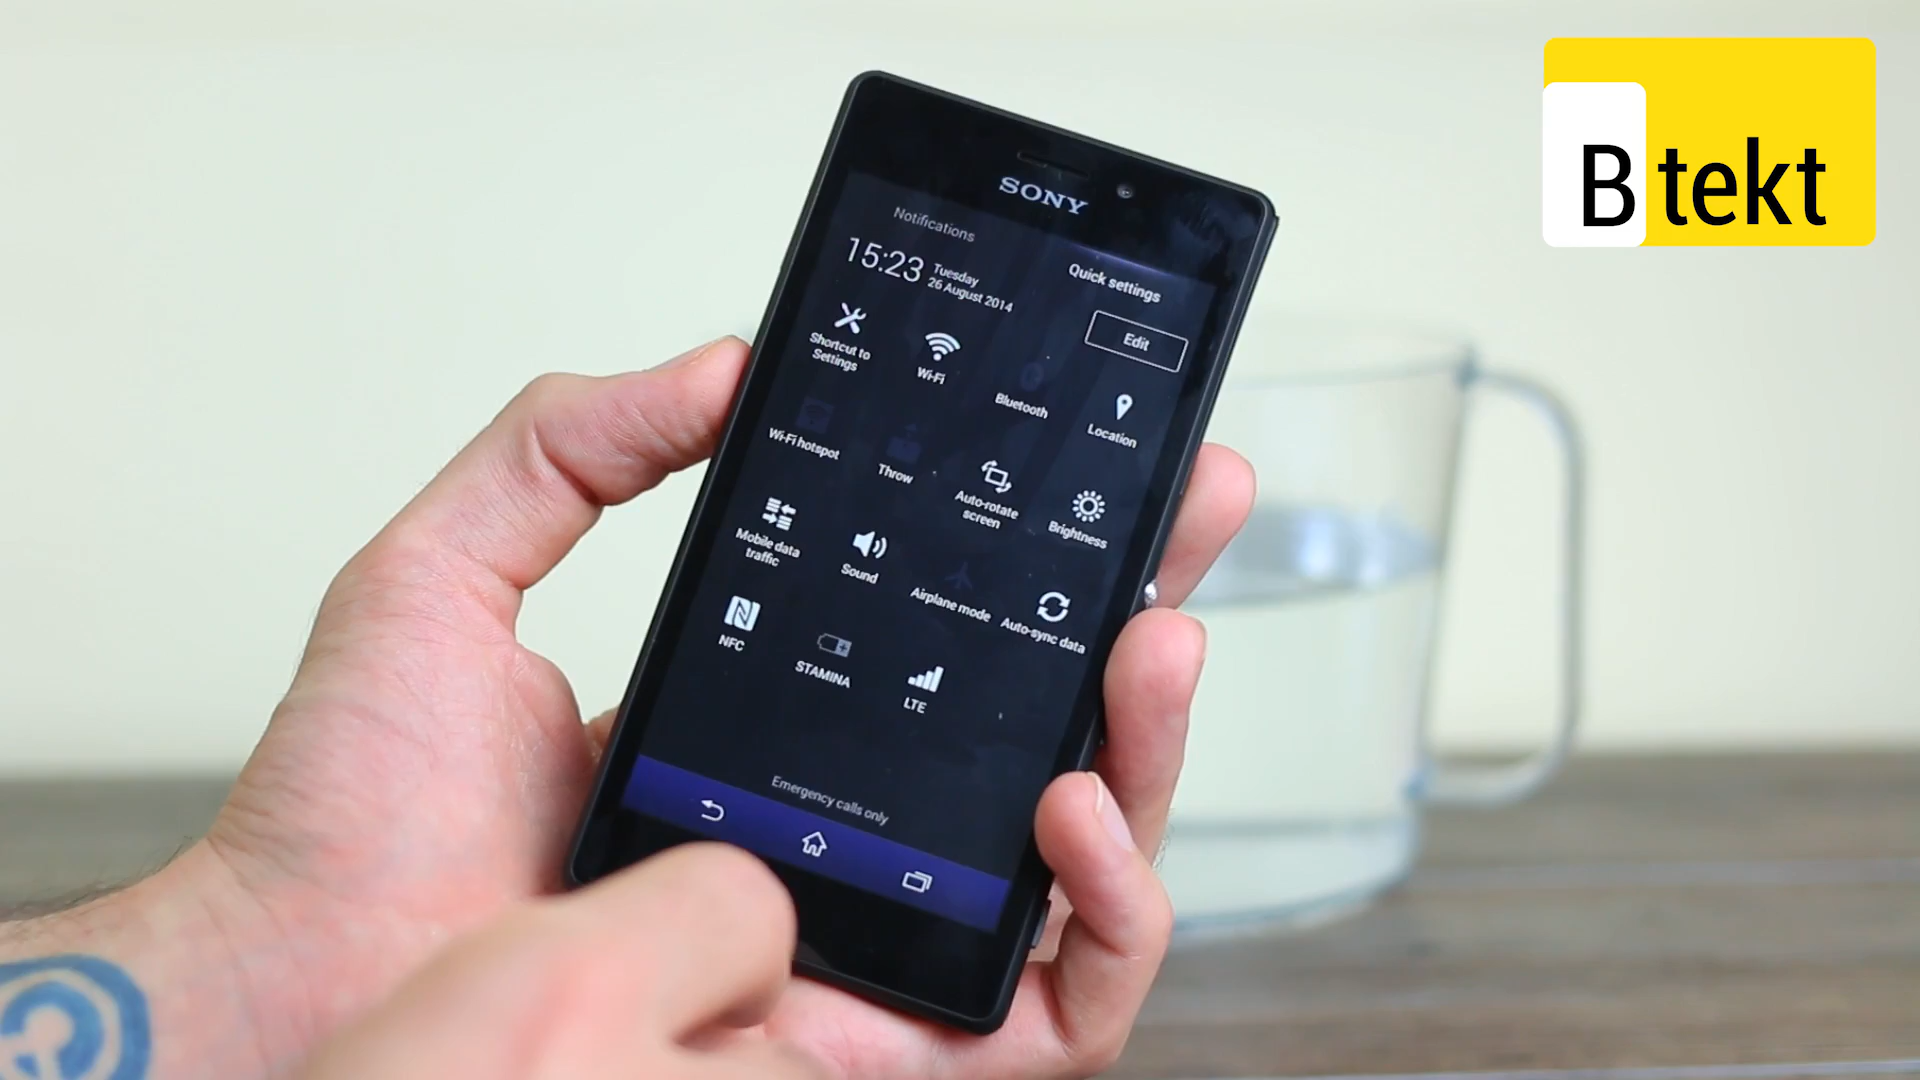 B tekt
SONY
Notifications
Quick settings
15:23
Tuesday
26 August 2014
Edit
Shortcut to
Settings
Wi-Fi
Bluetooth
Location
Wi-Fi hotspot
Throw
Auto-rotate
screen
Brightness
Mobile data
traffic
Sound
Airplane mode
Auto-sync data
NFC
STAMINA
LTE
Emergency calls only